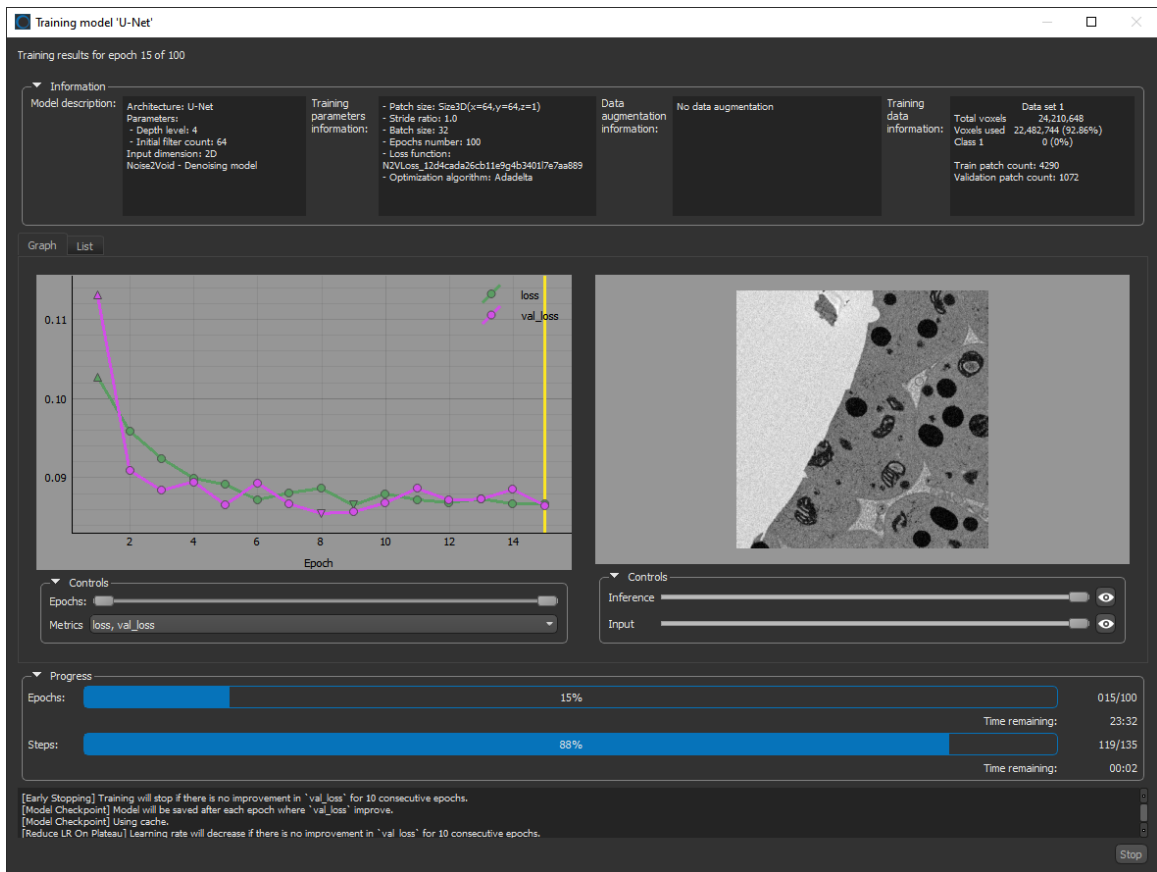 Training model 'U-Net'
Training results for epoch 15 of 100
Information
Model description:
Architecture: U-Net
Parameters:
- Depth level: 4
- Initial filter count: 64
Input dimension: 2D
Noise2Void - Denoising model
Training
parameters
information:
- Patch size: Size3D(x=64,y=64,z=1)
- Stride ratio: 1.0
- Batch size: 32
- Epochs number: 100
- Loss function:
N2VLoss_12d4cada26cb11e9g4b3401l7e7aa889
- Optimization algorithm: Adadelta
Data
augmentation
information:
No data augmentation
Training
data
information:
Data set 1
Total voxels 24,210,648
Voxels used 22,482,744 (92.86%)
Class 1 0 (0%)
Train patch count: 4290
Validation patch count: 1072
Graph List
loss
val_loss
0.11
0.10
0.09
2 4 6 8 10 12 14
Epoch
Controls
Epochs:
Metrics loss, val_loss
Controls
Inference
Input
Progress
Epochs: 15% 015/100
Time remaining: 23:32
Steps: 88% 119/135
Time remaining: 00:02
[Early Stopping] Training will stop if there is no improvement in `val_loss` for 10 consecutive epochs.
[Model Checkpoint] Model will be saved after each epoch where `val_loss` improve.
[Model Checkpoint] Using cache.
[Reduce LR On Plateau] Learning rate will decrease if there is no improvement in `val_loss` for 10 consecutive epochs.
Stop